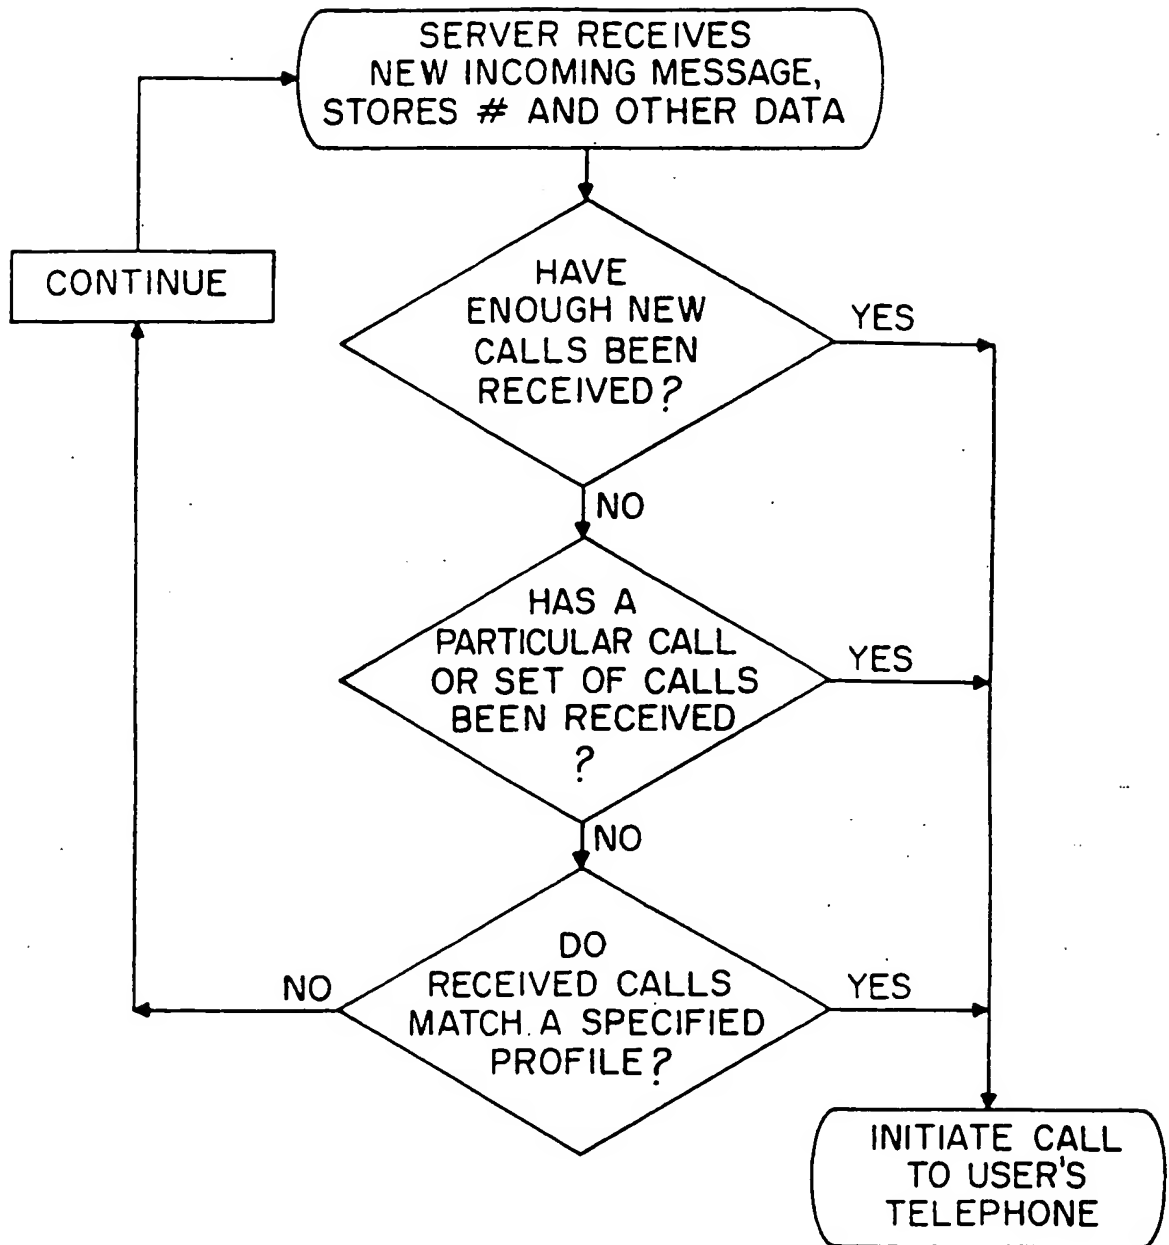 SERVER RECEIVES
NEW INCOMING MESSAGE,
STORES # AND OTHER DATA
CONTINUE
HAVE
ENOUGH NEW
CALLS BEEN
RECEIVED?
YES
NO
HAS A
PARTICULAR CALL
OR SET OF CALLS
BEEN RECEIVED
?
YES
NO
DO
RECEIVED CALLS
MATCH A SPECIFIED
PROFILE?
NO
YES
INITIATE CALL
TO USER'S
TELEPHONE